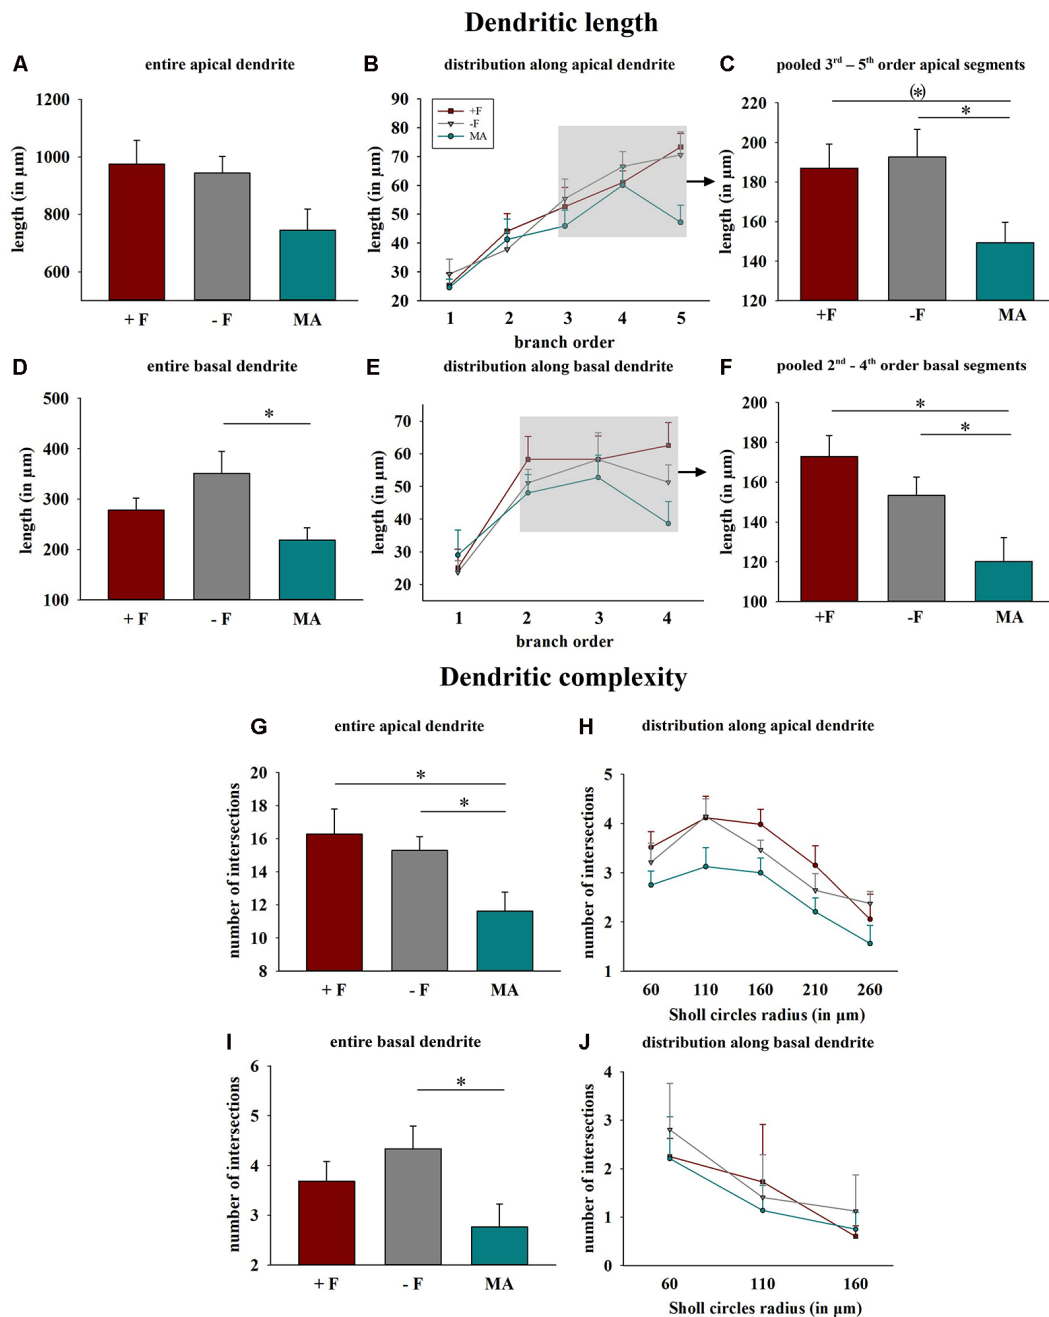 Dendritic length
A entire apical dendrite
length (in µm)
1200
1000
800
600
+ F - F MA
B distribution along apical dendrite
length (in µm)
90
80
70
60
50
40
30
20
+F
-F
MA
1 2 3 4 5
branch order
C pooled 3rd – 5th order apical segments
length (in µm)
220
200
180
160
140
120
(*)
*
+F -F MA
D entire basal dendrite
length (in µm)
500
400
300
200
100
*
+ F - F MA
E distribution along basal dendrite
length (in µm)
70
60
50
40
30
20
1 2 3 4
branch order
F pooled 2nd - 4th order basal segments
length (in µm)
200
180
160
140
120
100
*
*
+F -F MA
Dendritic complexity
G entire apical dendrite
number of intersections
20
18
16
14
12
10
8
*
*
+ F - F MA
H distribution along apical dendrite
number of intersections
5
4
3
2
1
60 110 160 210 260
Sholl circles radius (in µm)
I entire basal dendrite
number of intersections
6
5
4
3
2
*
+ F - F MA
J distribution along basal dendrite
number of intersections
4
3
2
1
0
60 110 160
Sholl circles radius (in µm)